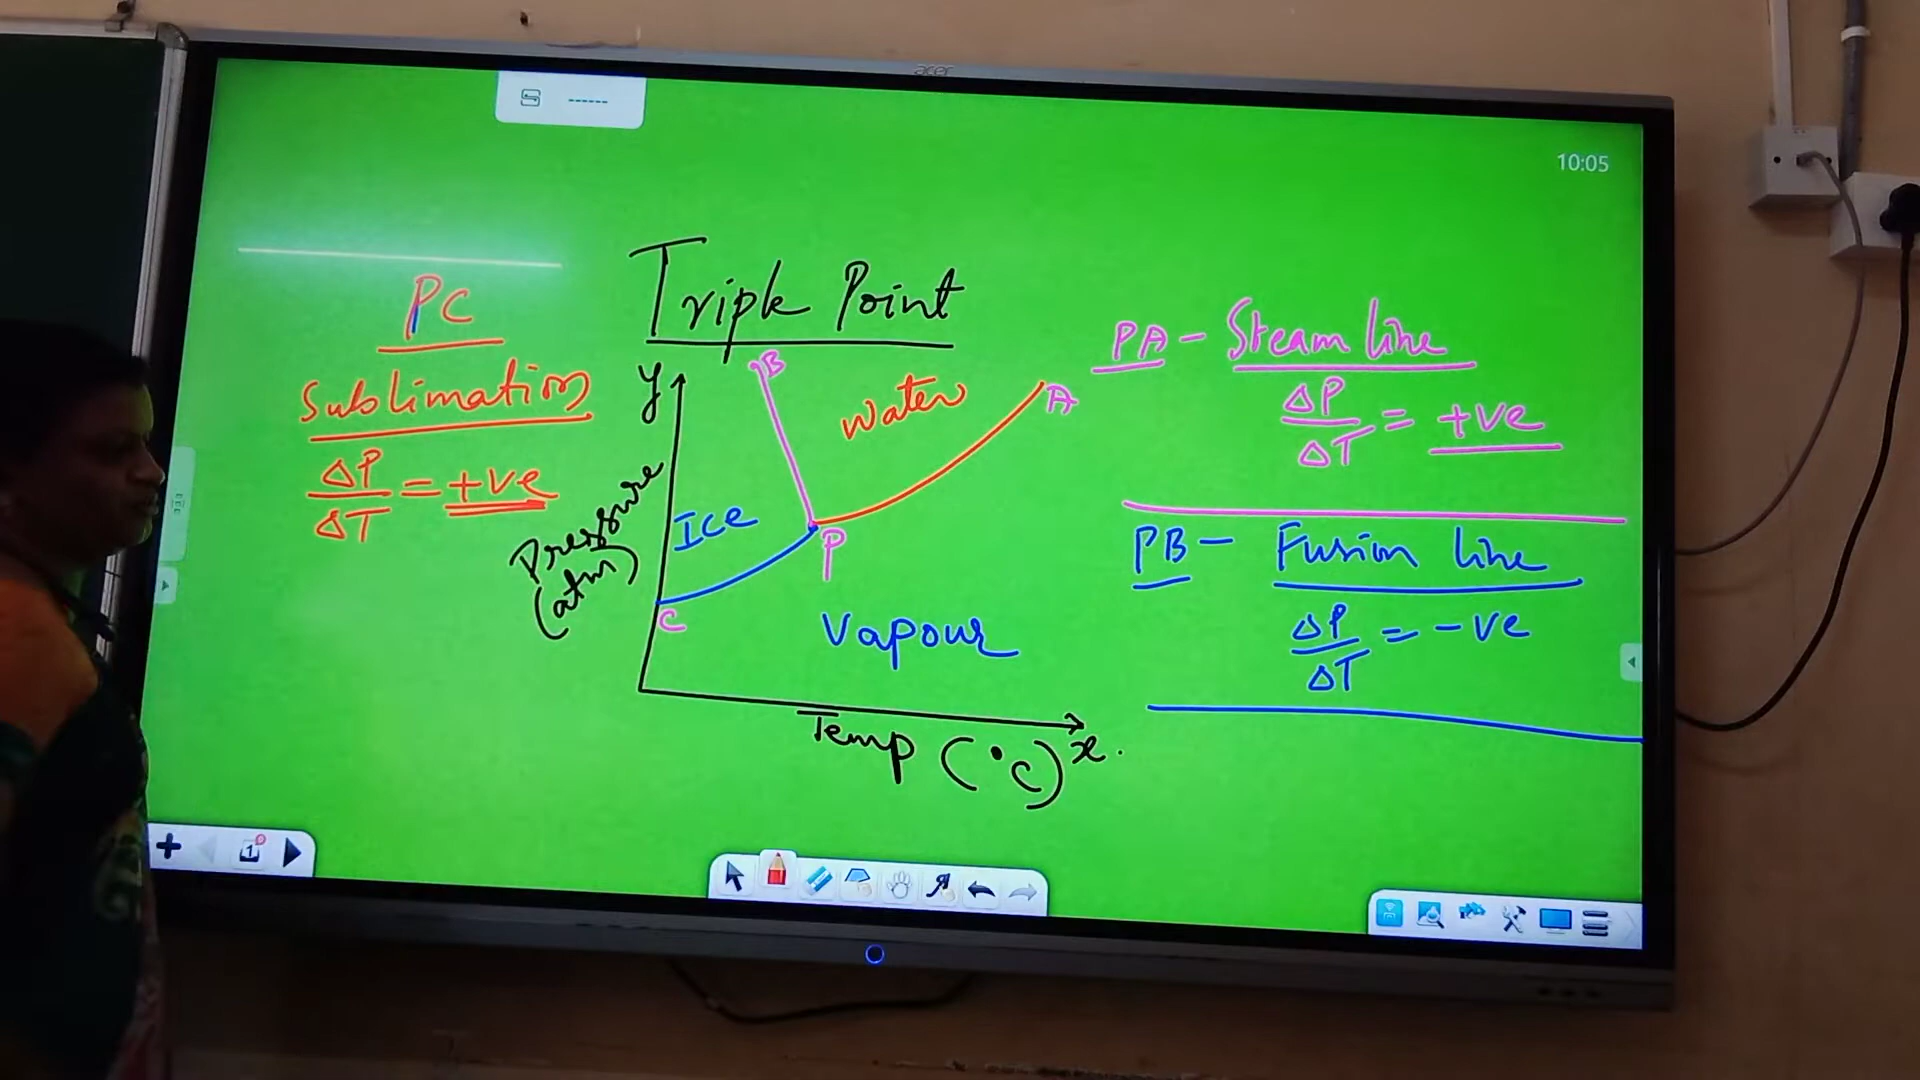 acer
10:05
Triple Point
PC
Sublimation
ΔP/ΔT = +ve
y
Pressure
(atm)
B
Water
A
Ice
P
C
Vapour
Temp (°C) x.
PA - Steam line
ΔP/ΔT = +ve
PB - Fusion line
ΔP/ΔT = -ve
1